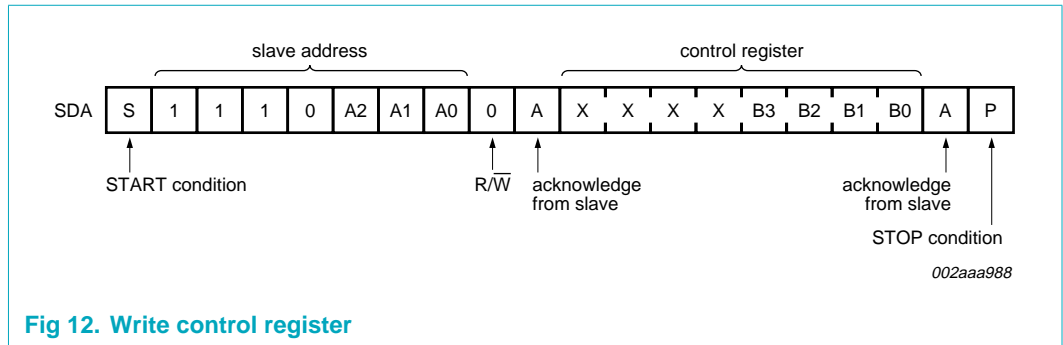 slave address control register
SDA S 1 1 1 0 A2 A1 A0 0 A X X X X B3 B2 B1 B0 A P
START condition R/W̅ acknowledge from slave acknowledge from slave
STOP condition
002aaa988
Fig 12. Write control register